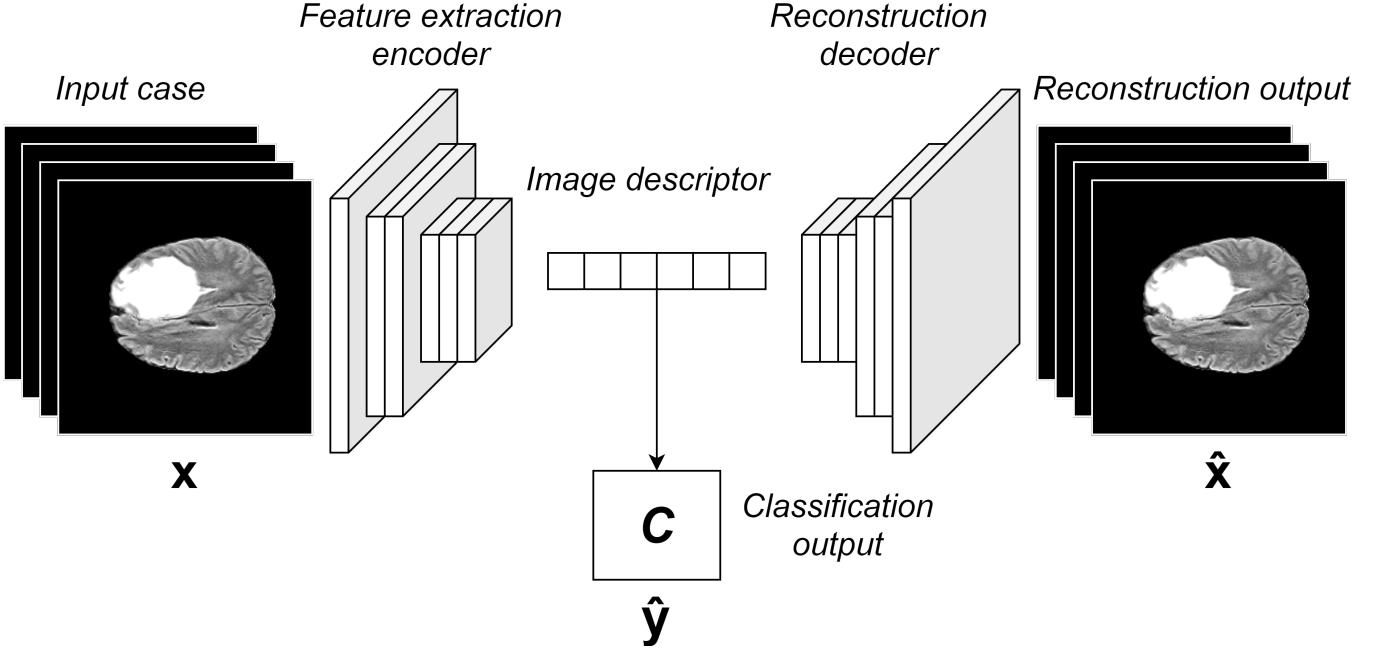 Feature extraction
encoder
Reconstruction
decoder
Input case
Reconstruction output
Image descriptor
x
x̂
C
Classification
output
ŷ